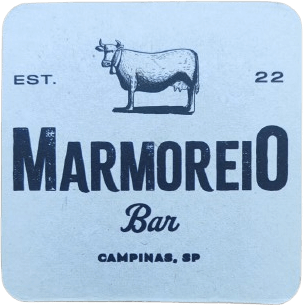 EST. 22
MARMOREIO
Bar
CAMPINAS, SP